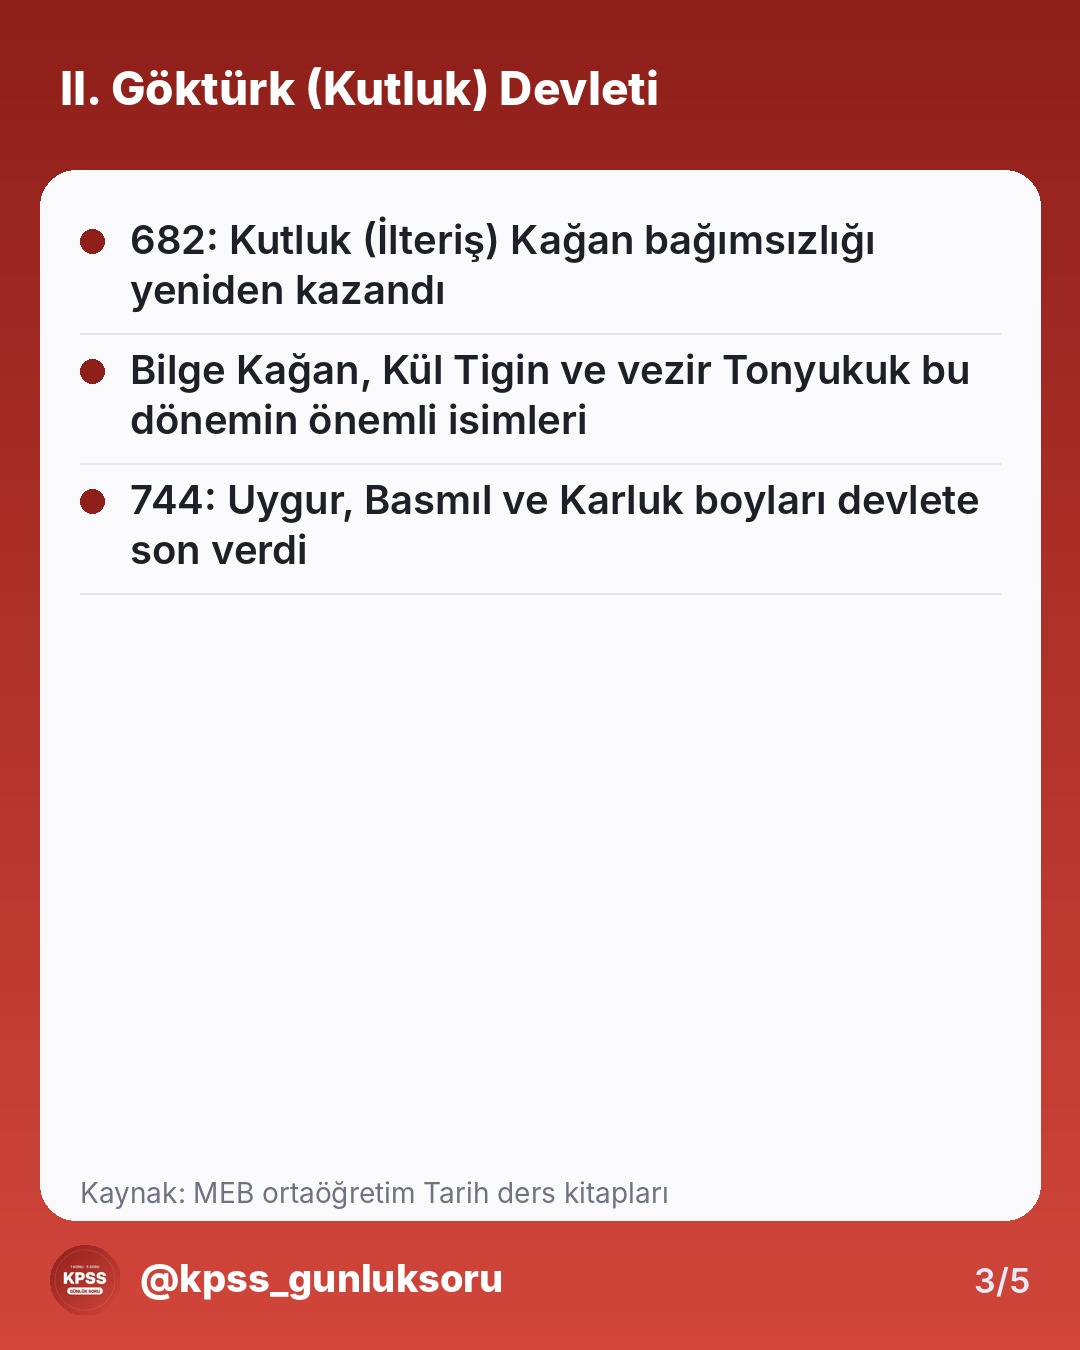 II. Göktürk (Kutluk) Devleti
682: Kutluk (İlteriş) Kağan bağımsızlığı
yeniden kazandı
Bilge Kağan, Kül Tigin ve vezir Tonyukuk bu
dönemin önemli isimleri
744: Uygur, Basmıl ve Karluk boyları devlete
son verdi
Kaynak: MEB ortaöğretim Tarih ders kitapları
KPSS
GÜNLÜK SORU
@kpss_gunluksoru
3/5